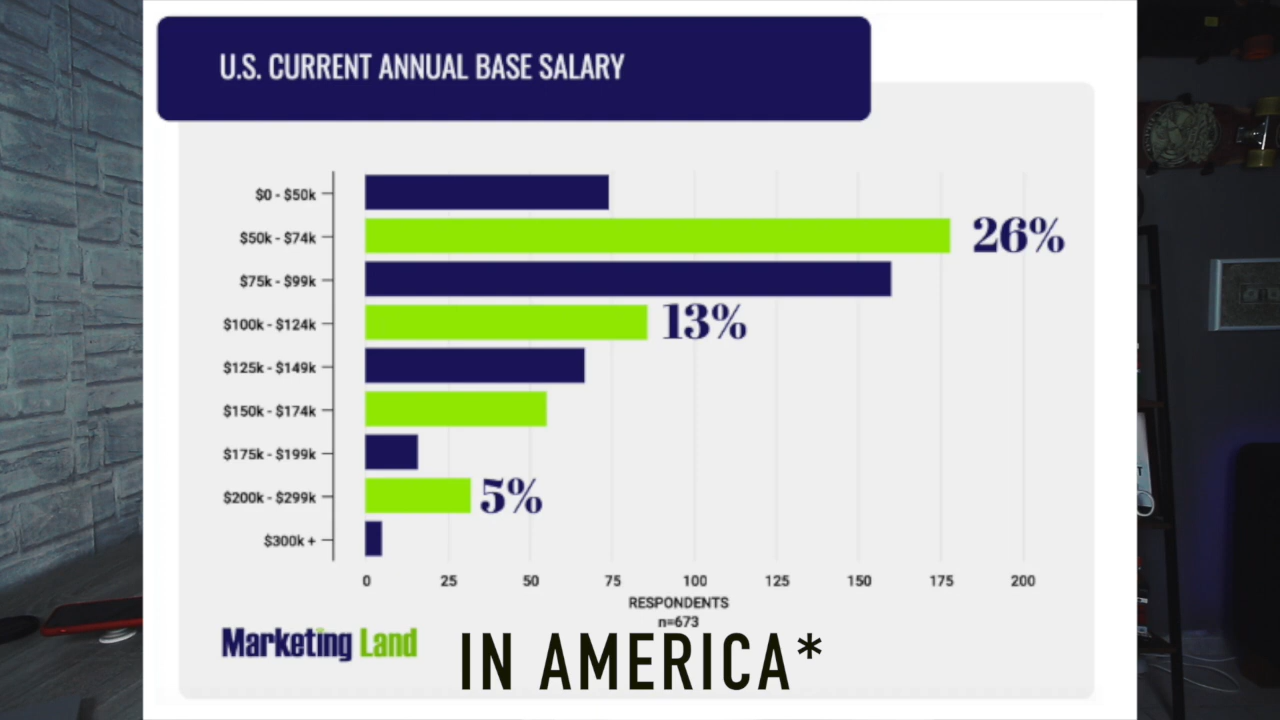 U.S. CURRENT ANNUAL BASE SALARY
$0 - $50k
$50k - $74k
26%
$75k - $99k
$100k - $124k
13%
$125k - $149k
$150k - $174k
$175k - $199k
$200k - $299k
5%
$300k +
0 25 50 75 100 125 150 175 200
RESPONDENTS
n=673
Marketing Land
IN AMERICA*